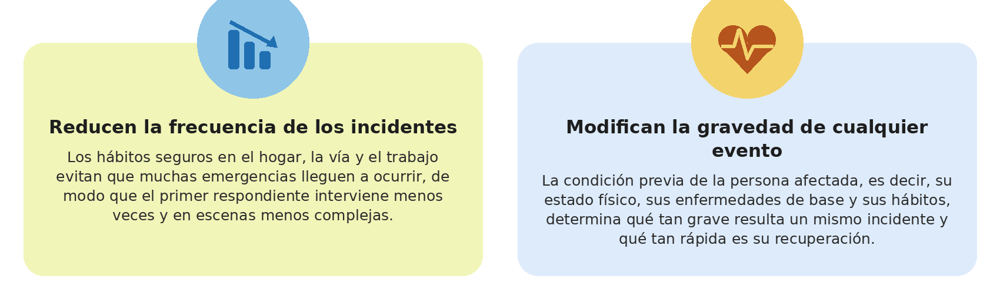 Reducen la frecuencia de los incidentes
Los hábitos seguros en el hogar, la vía y el trabajo
evitan que muchas emergencias lleguen a ocurrir, de
modo que el primer respondiente interviene menos
veces y en escenas menos complejas.
Modifican la gravedad de cualquier
evento
La condición previa de la persona afectada, es decir, su
estado físico, sus enfermedades de base y sus hábitos,
determina qué tan grave resulta un mismo incidente y
qué tan rápida es su recuperación.